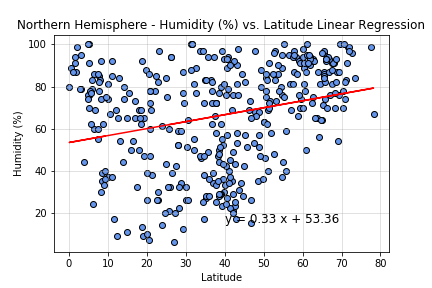 Northern Hemisphere - Humidity (%) vs. Latitude Linear Regression
100
80
60
40
20
Humidity (%)
y = 0.33 x + 53.36
0 10 20 30 40 50 60 70 80
Latitude